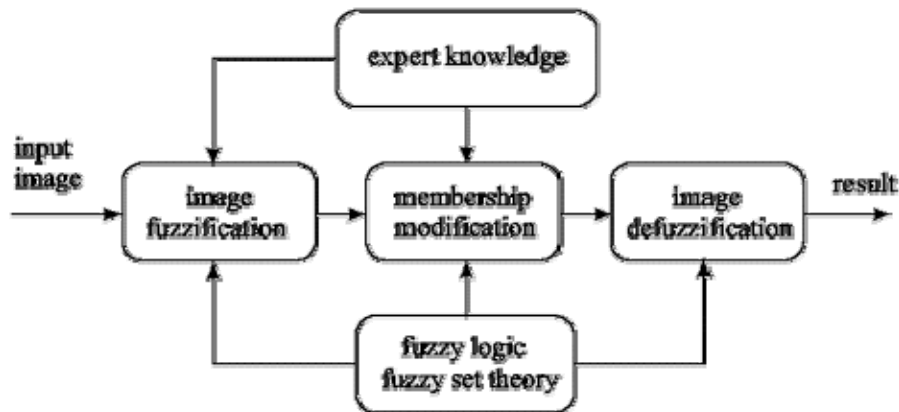 expert knowledge
input
image
image
fuzzification
membership
modification
image
defuzzification
result
fuzzy logic
fuzzy set theory